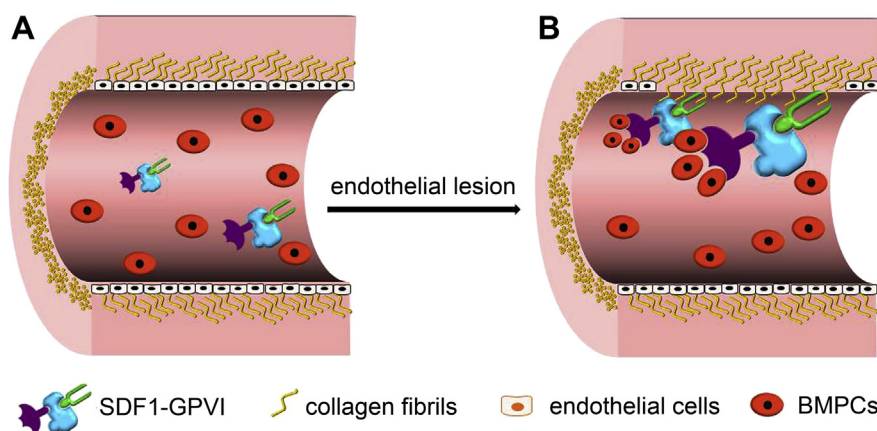 A
B
endothelial lesion
SDF1-GPVI
collagen fibrils
endothelial cells
BMPCs